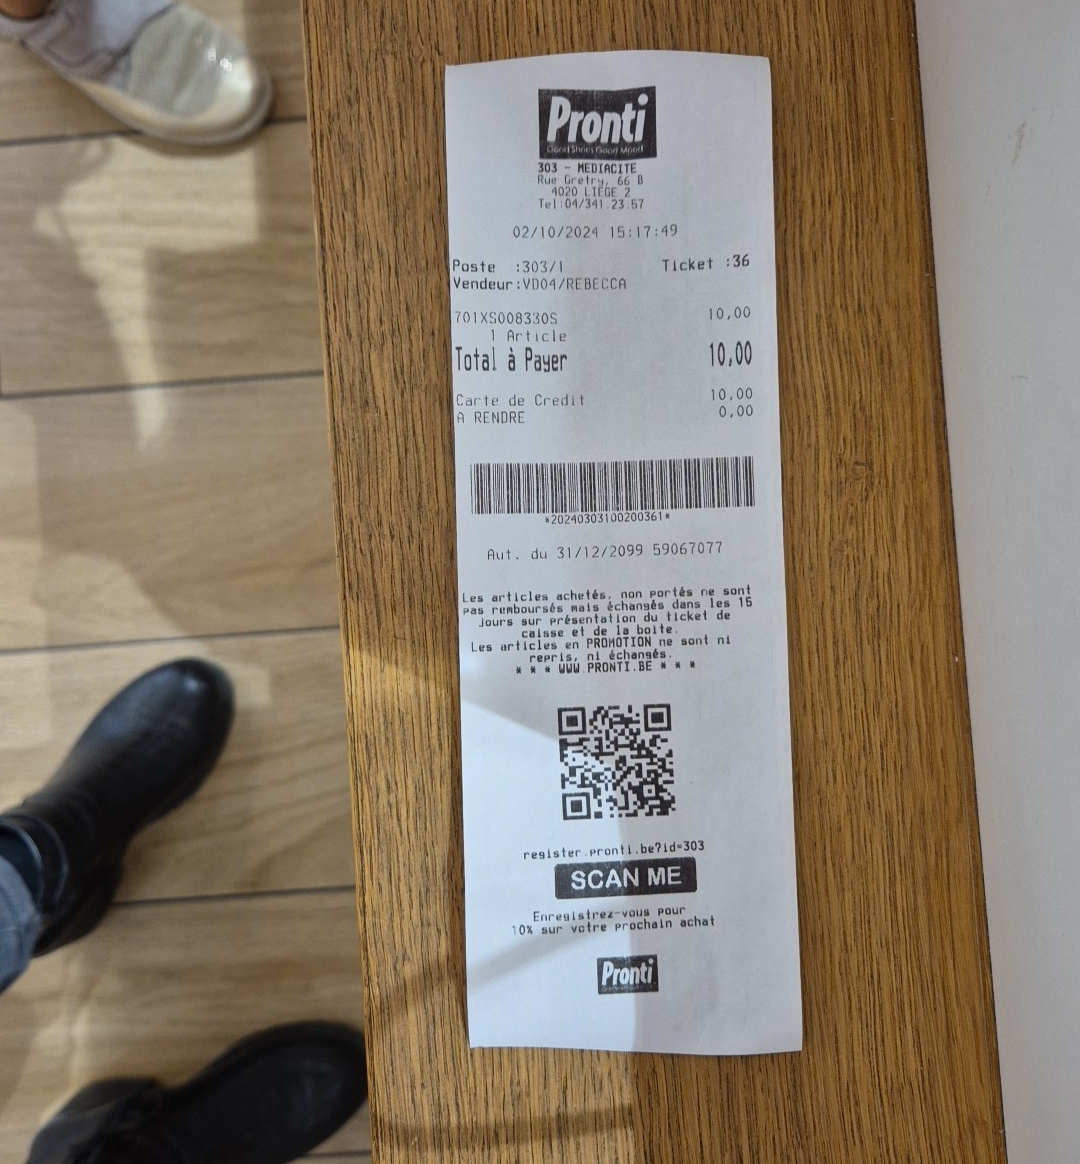 Pronti
Good Shoes Good Mood
303 - MEDIACITE
Rue Gretry, 66 B
4020 LIEGE 2
Tel:04/341.23.57
02/10/2024 15:17:49
Poste :303/1 Ticket :36
Vendeur:VD04/REBECCA
701XS008330S 10,00
1 Article
Total à Payer 10,00
Carte de Credit 10,00
A RENDRE 0,00
*20240303100200361*
Aut. du 31/12/2099 59067077
Les articles achetés, non portés ne sont
pas remboursés mais échangés dans les 15
Jours sur présentation du ticket de
caisse et de la boite.
Les articles en PROMOTION ne sont ni
repris, ni échangés.
* * * WWW.PRONTI.BE * * *
register.pronti.be?id=303
SCAN ME
Enregistrez-vous pour
10% sur votre prochain achat
Pronti